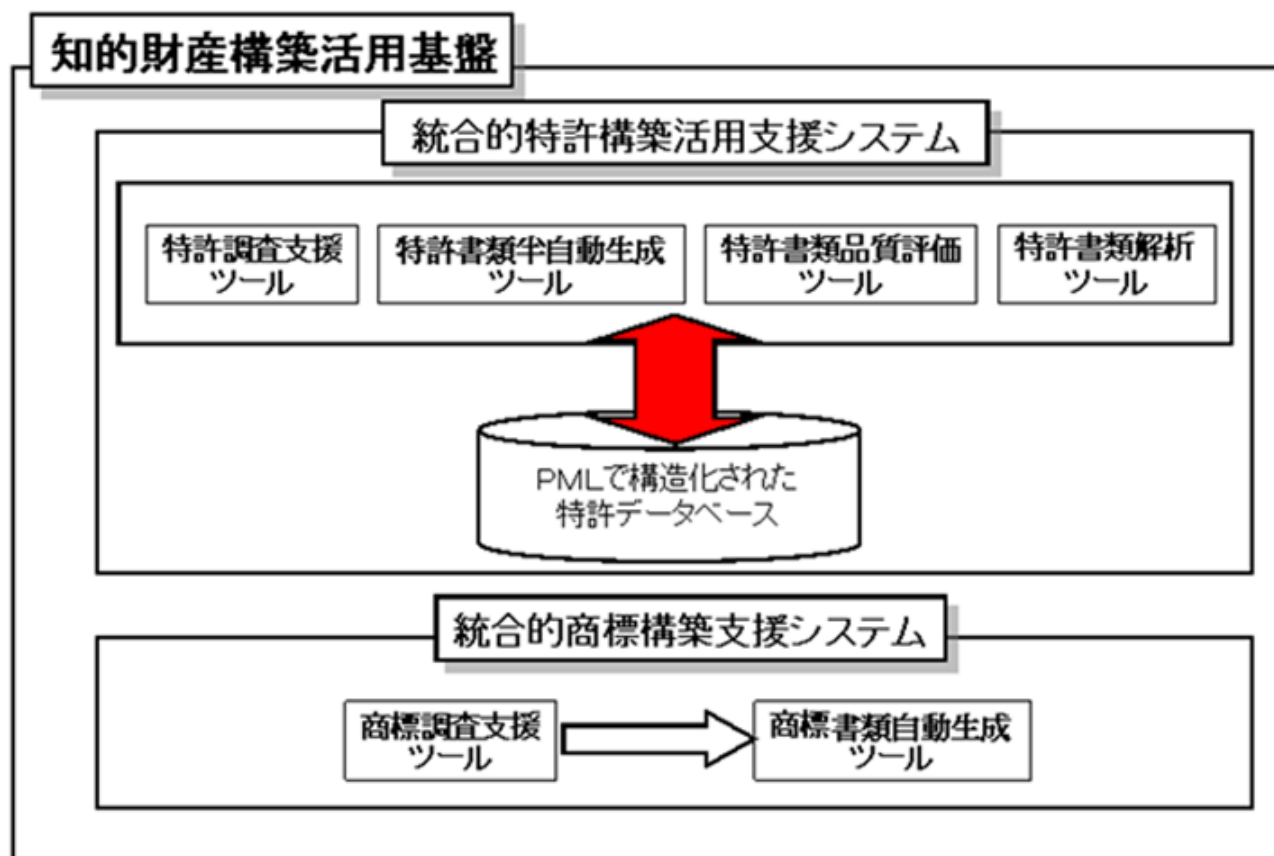 知的財産構築活用基盤
統合的特許構築活用支援システム
特許調査支援
ツール
特許書類半自動生成
ツール
特許書類品質評価
ツール
特許書類解析
ツール
PMLで構造化された
特許データベース
統合的商標構築支援システム
商標調査支援
ツール
商標書類自動生成
ツール